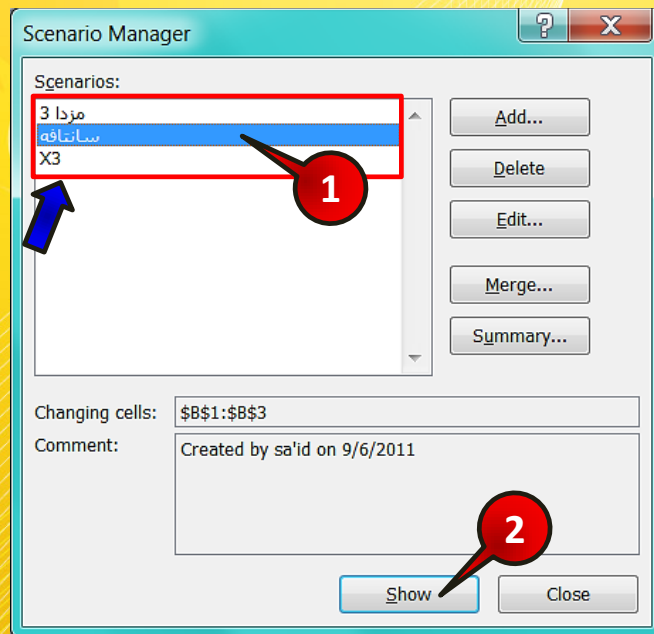 Scenario Manager
Scenarios:
مزدا 3
سانتافه
X3
1
Add...
Delete
Edit...
Merge...
Summary...
Changing cells: $B$1:$B$3
Comment: Created by sa'id on 9/6/2011
2
Show Close